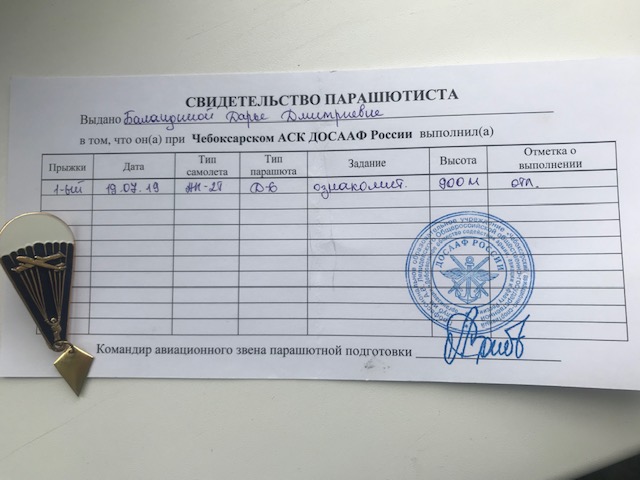 СВИДЕТЕЛЬСТВО ПАРАШЮТИСТА
Выдано Баландиной Дарье Дмитриевне
в том, что он(а) при Чебоксарском АСК ДОСААФ России выполнил(а)
Прыжки Дата Тип самолета Тип парашюта Задание Высота Отметка о выполнении
1-ый 19.07.19 АН-2П Д-6 ознакомит. 900 м отл.
ДОСААФ РОССИИ
Командир авиационного звена парашютной подготовки